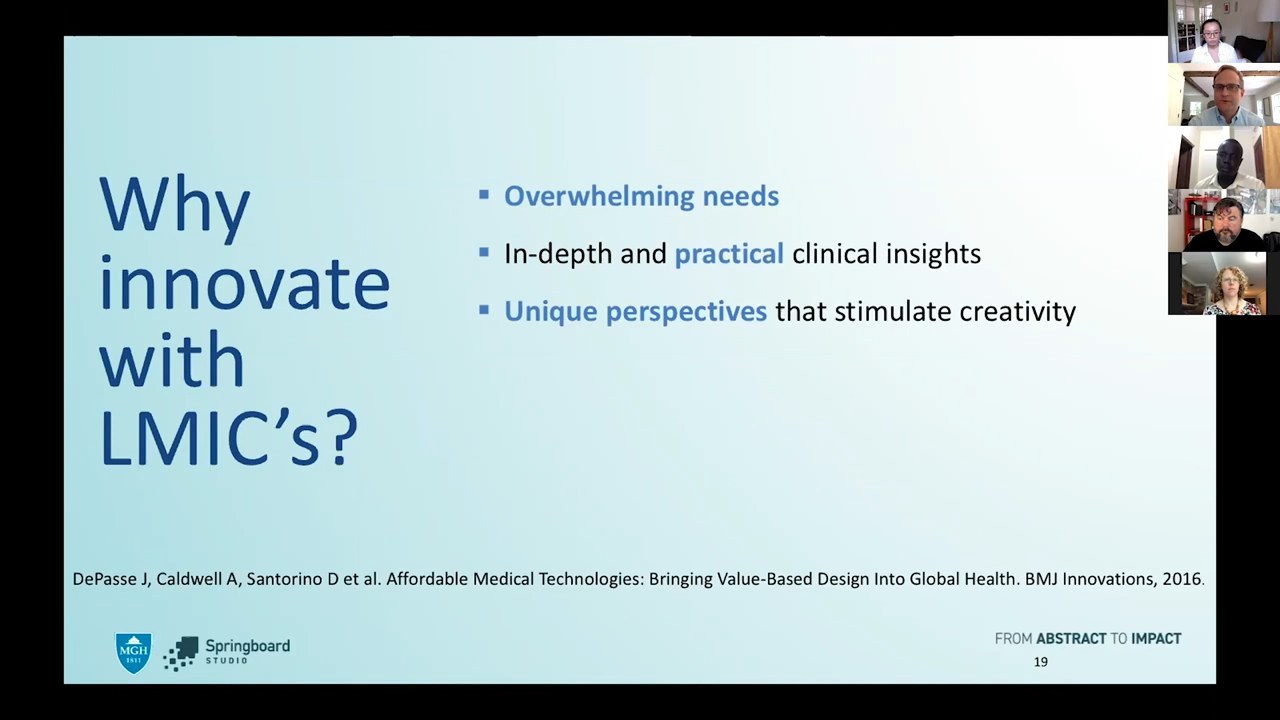 Why
innovate
with
LMIC’s?
▪ Overwhelming needs
▪ In-depth and practical clinical insights
▪ Unique perspectives that stimulate creativity
DePasse J, Caldwell A, Santorino D et al. Affordable Medical Technologies: Bringing Value-Based Design Into Global Health. BMJ Innovations, 2016.
MGH
1811
Springboard
STUDIO
FROM ABSTRACT TO IMPACT
19